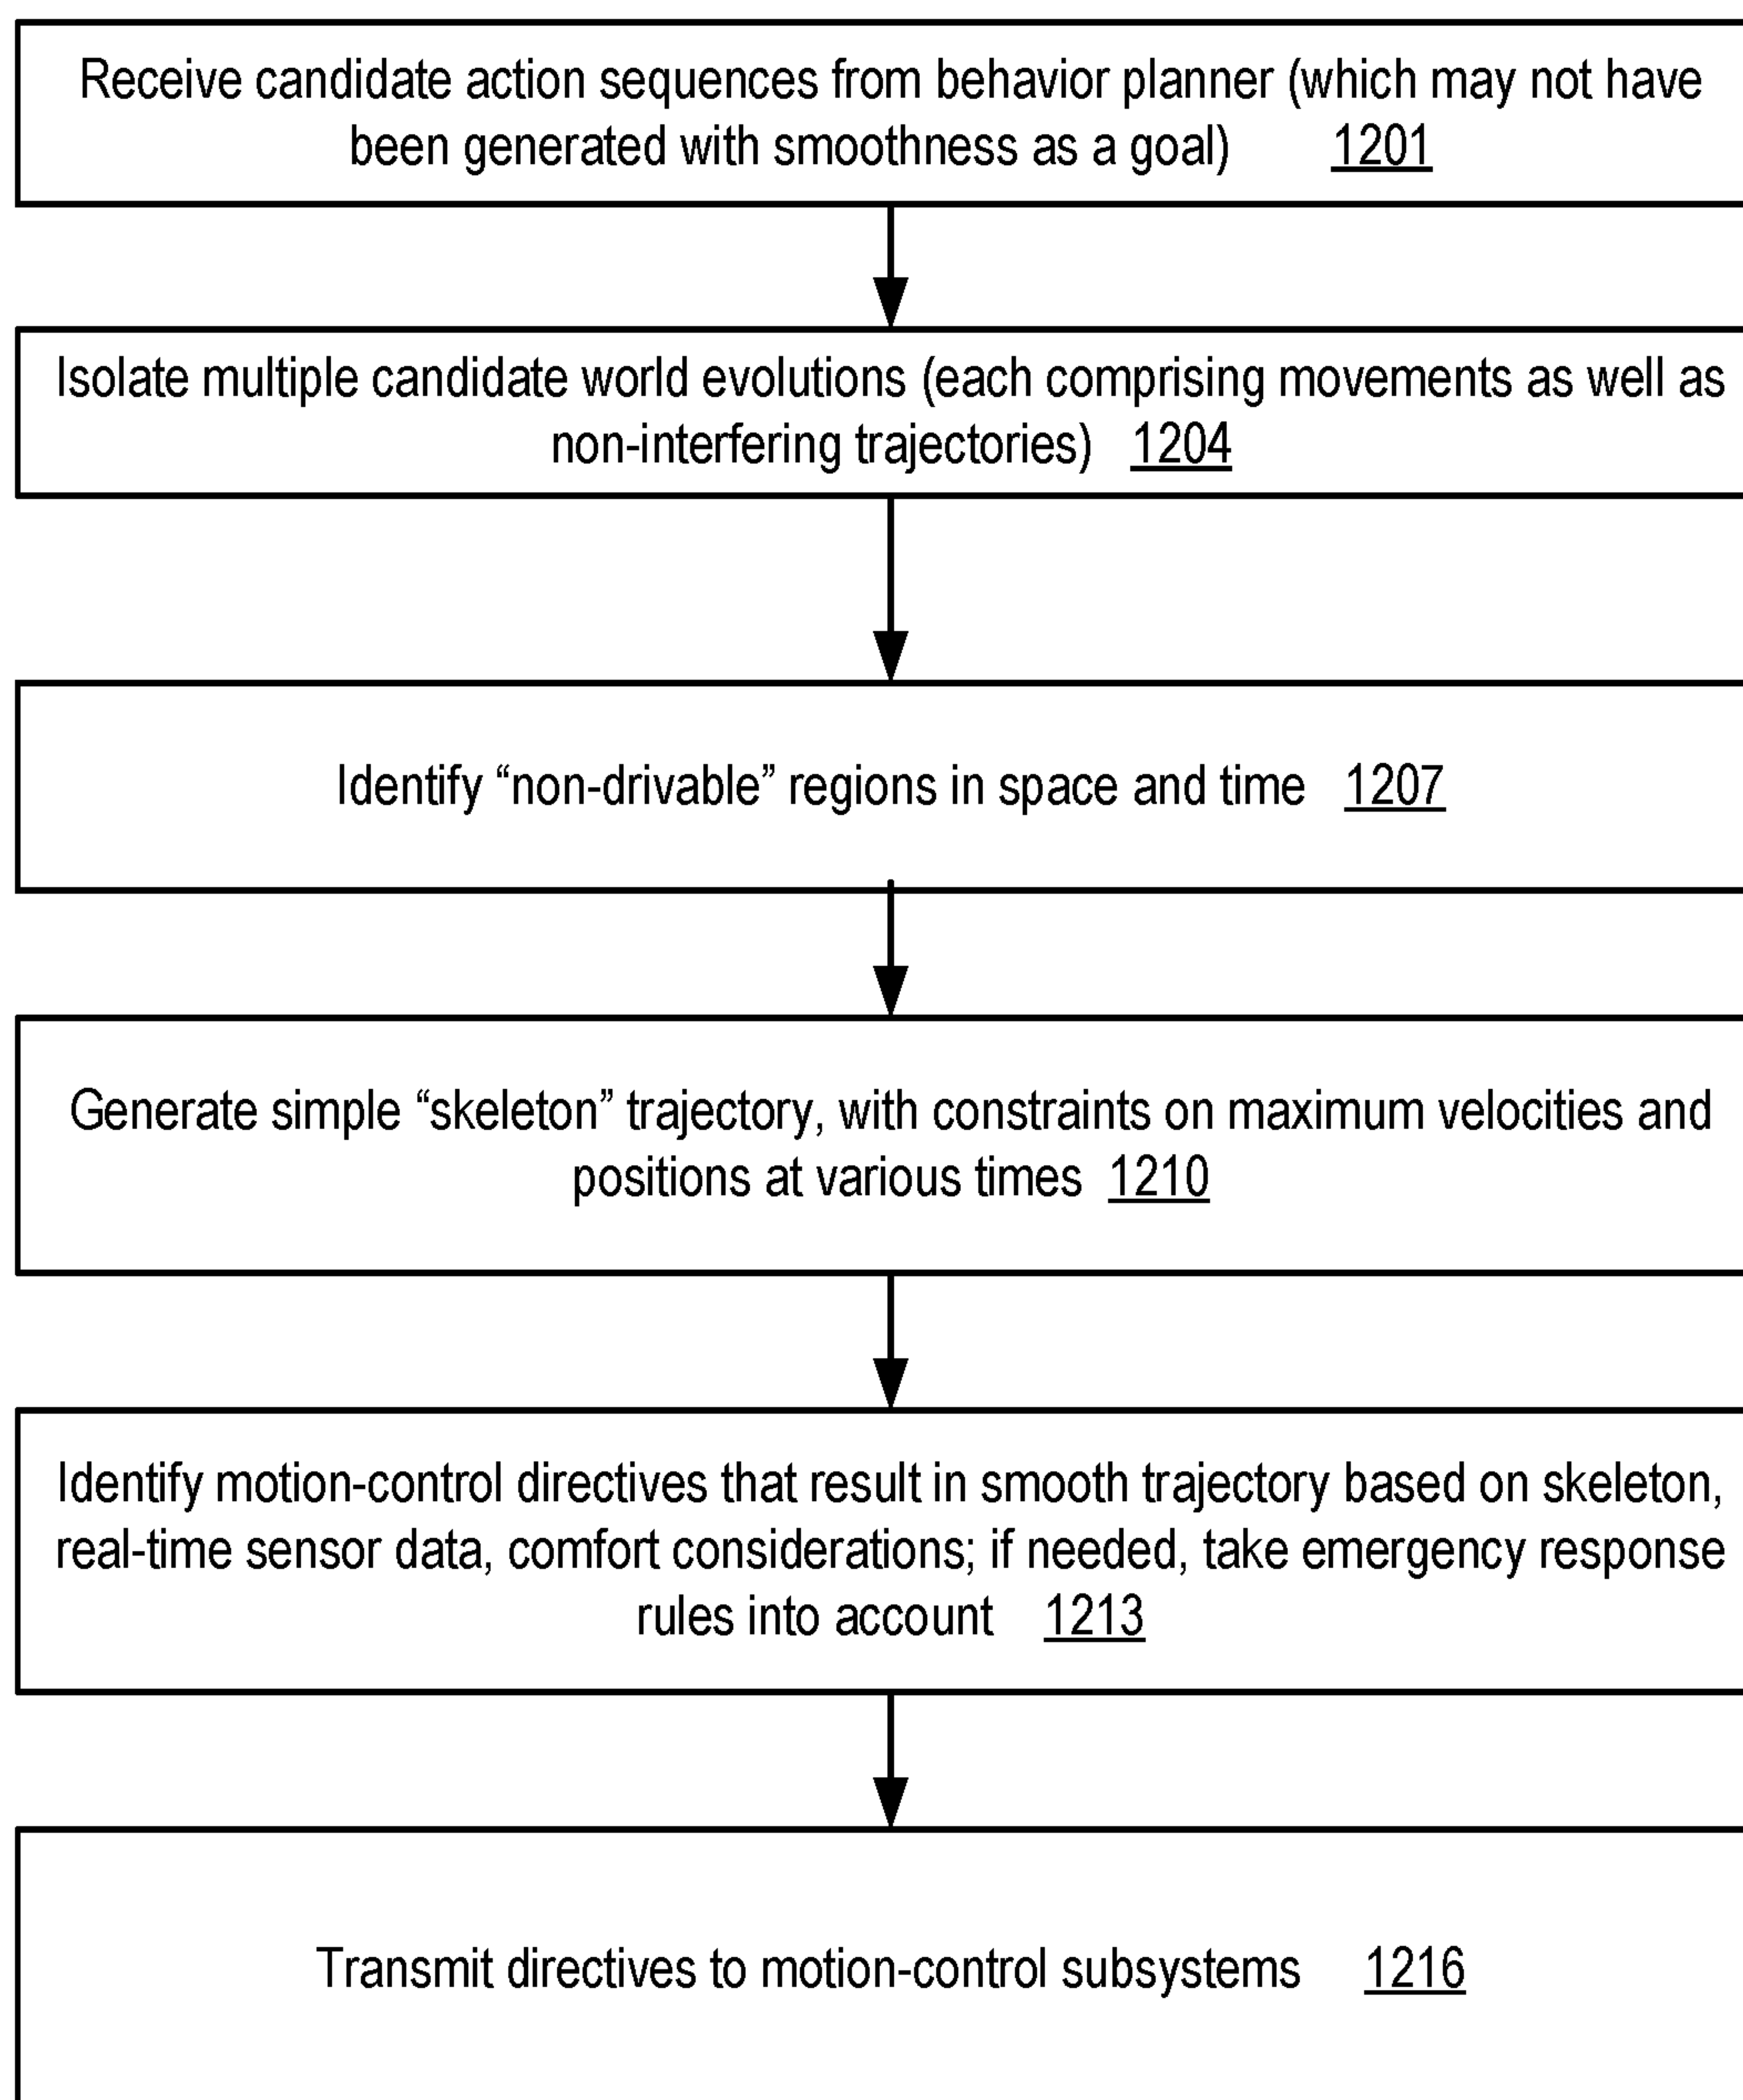 Receive candidate action sequences from behavior planner (which may not have
been generated with smoothness as a goal) 1201
Isolate multiple candidate world evolutions (each comprising movements as well as
non-interfering trajectories) 1204
Identify “non-drivable” regions in space and time 1207
Generate simple “skeleton” trajectory, with constraints on maximum velocities and
positions at various times 1210
Identify motion-control directives that result in smooth trajectory based on skeleton,
real-time sensor data, comfort considerations; if needed, take emergency response
rules into account 1213
Transmit directives to motion-control subsystems 1216